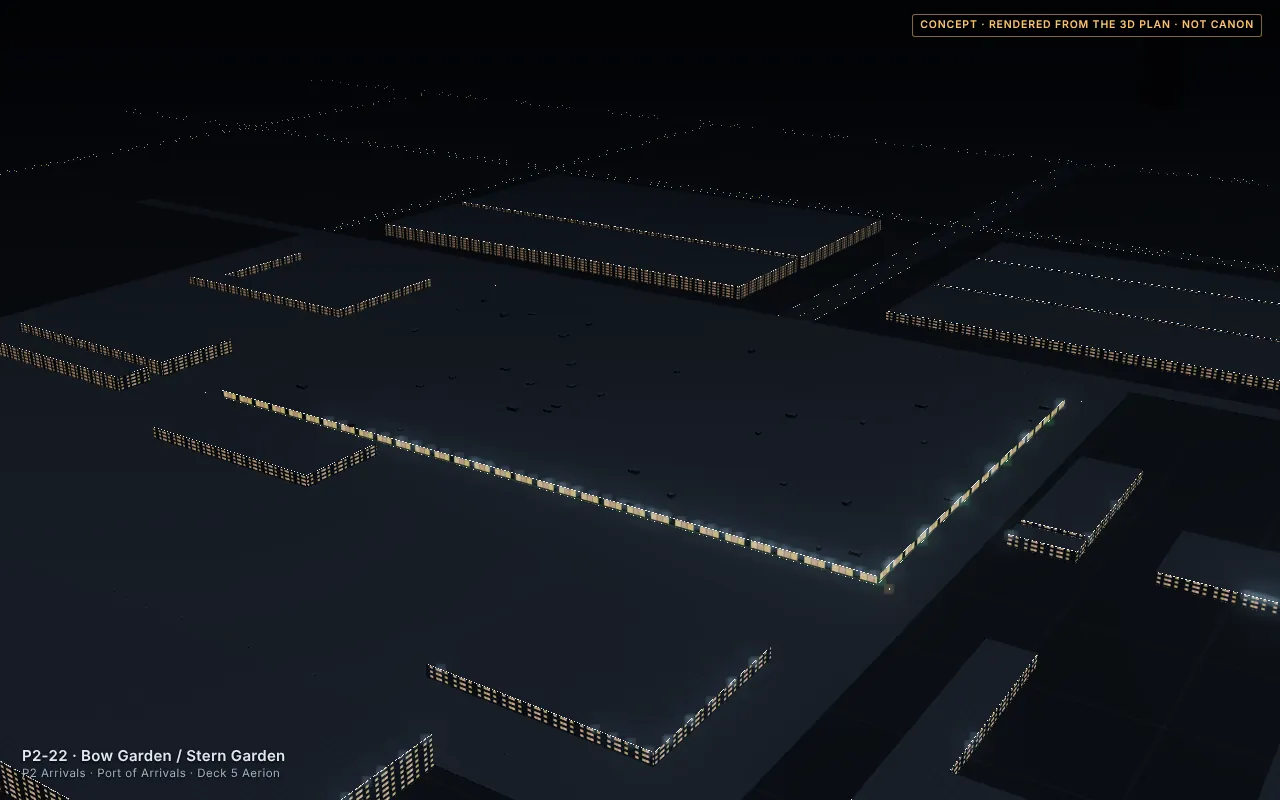 CONCEPT · RENDERED FROM THE 3D PLAN · NOT CANON
P2-22 · Bow Garden / Stern Garden
P2 Arrivals · Port of Arrivals · Deck 5 Aerion